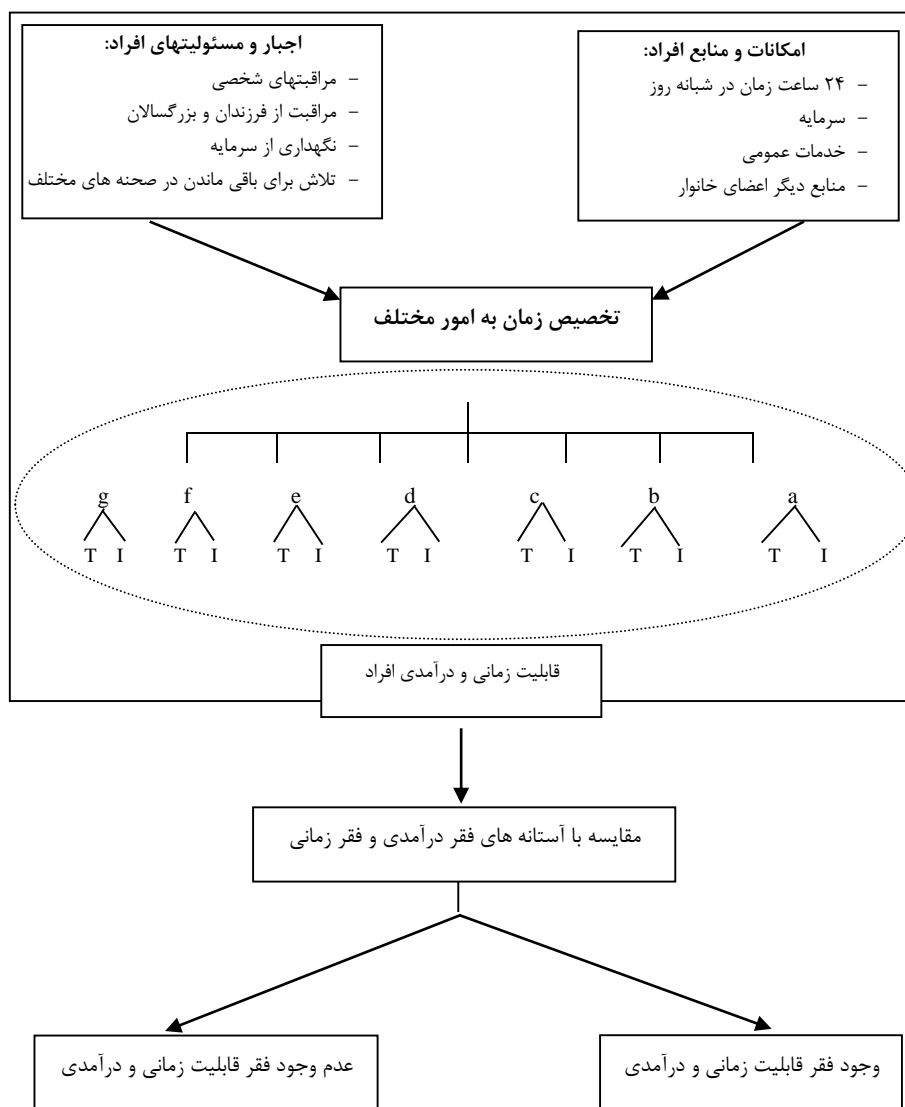 امکانات و منابع افراد:
- ۲۴ ساعت زمان در شبانه روز
- سرمایه
- خدمات عمومی
- منابع دیگر اعضای خانوار
اجبار و مسئولیتهای افراد:
- مراقبتهای شخصی
- مراقبت از فرزندان و بزرگسالان
- نگهداری از سرمایه
- تلاش برای باقی ماندن در صحنه های مختلف
تخصیص زمان به امور مختلف
g f e d c b a
T I T I T I T I T I T I T I
قابلیت زمانی و درآمدی افراد
مقایسه با آستانه های فقر درآمدی و فقر زمانی
وجود فقر قابلیت زمانی و درآمدی
عدم وجود فقر قابلیت زمانی و درآمدی